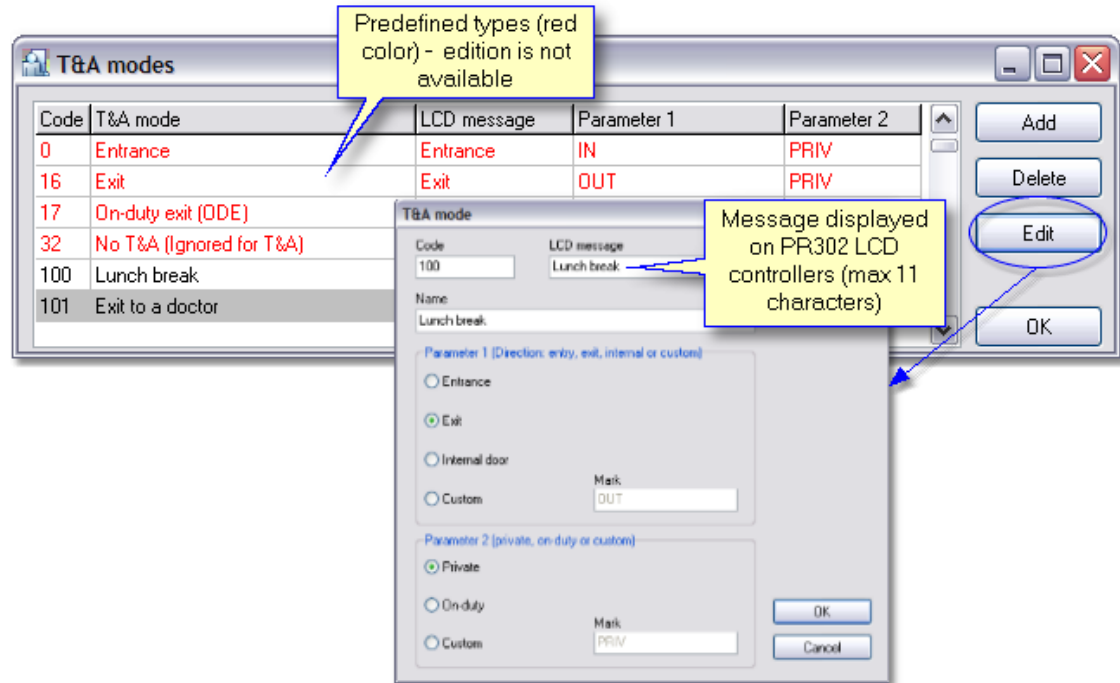 Predefined types (red
color) - edition is not
available
T&A modes
Code T&A mode LCD message Parameter 1 Parameter 2
0 Entrance Entrance IN PRIV
16 Exit Exit OUT PRIV
17 On-duty exit (ODE)
32 No T&A (Ignored for T&A)
100 Lunch break
101 Exit to a doctor
Add
Delete
Edit
OK
T&A mode
Message displayed
on PR302 LCD
controllers (max 11
characters)
Code LCD message
100 Lunch break
Name
Lunch break
Parameter 1 (Direction: entry, exit, internal or custom)
Entrance
Exit
Internal door
Mark
Custom OUT
Parameter 2 (private, on-duty or custom)
Private
On-duty
Mark
Custom PRIV
OK
Cancel